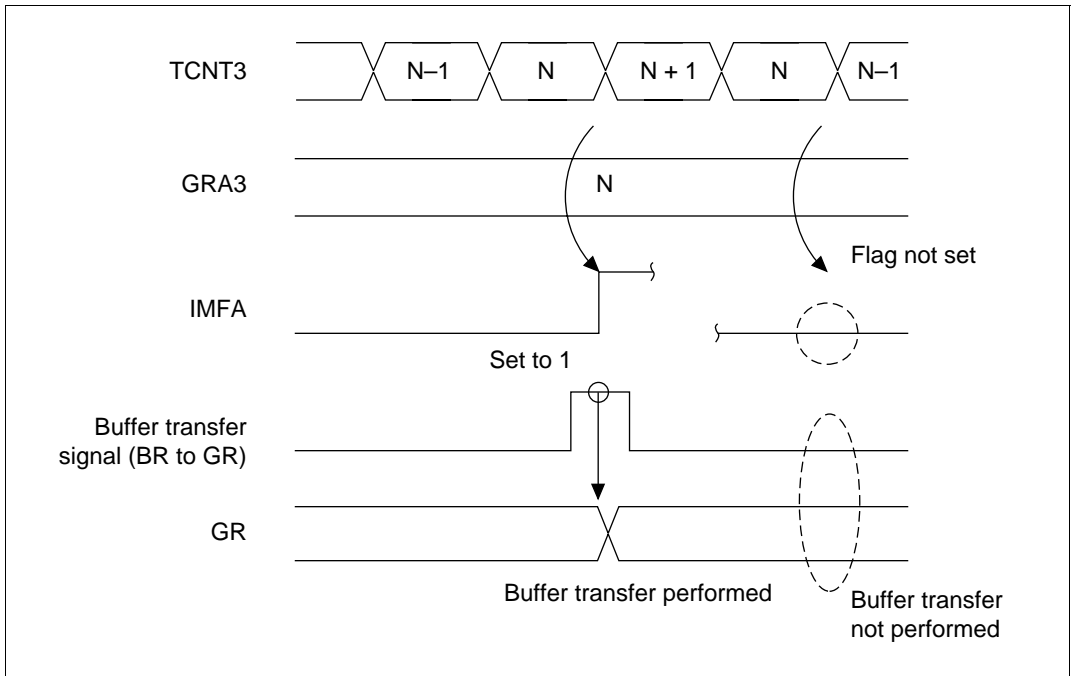 TCNT3 N–1 N N + 1 N N–1
GRA3 N
Flag not set
IMFA
Set to 1
Buffer transfer
signal (BR to GR)
GR
Buffer transfer performed
Buffer transfer
not performed